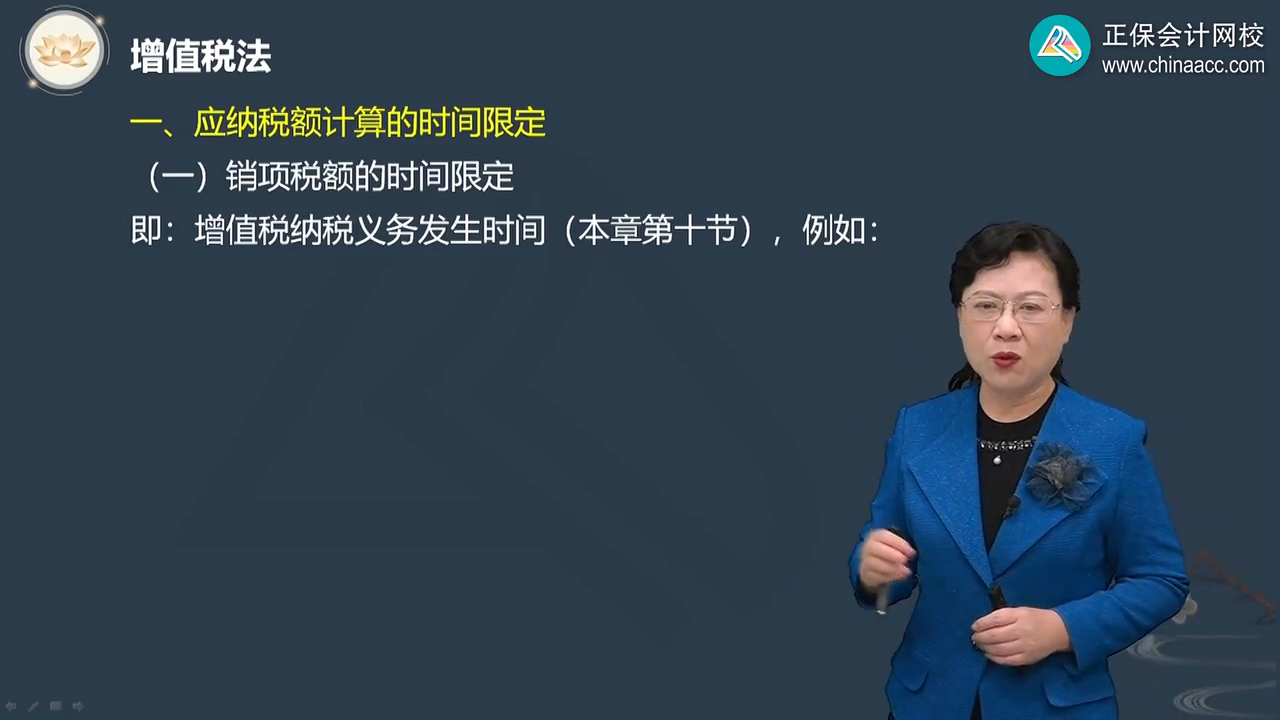 增值税法
正保会计网校
www.chinaacc.com
一、应纳税额计算的时间限定
（一）销项税额的时间限定
即：增值税纳税义务发生时间（本章第十节），例如：